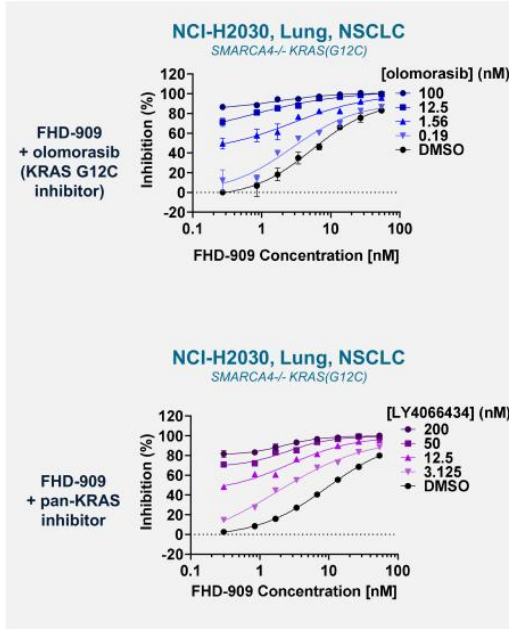 NCI-H2030, Lung, NSCLC
SMARCA4-/- KRAS(G12C)
FHD-909
+ olomorasib
(KRAS G12C
inhibitor)
Inhibition (%)
120
100
80
60
40
20
0
-20
0.1
1
10
100
FHD-909 Concentration [nM]
[olomorasib] (nM)
100
12.5
1.56
0.19
DMSO
NCI-H2030, Lung, NSCLC
SMARCA4-/- KRAS(G12C)
FHD-909
+ pan-KRAS
inhibitor
Inhibition (%)
120
100
80
60
40
20
0
-20
0.1
1
10
100
FHD-909 Concentration [nM]
[LY4066434] (nM)
200
50
12.5
3.125
DMSO